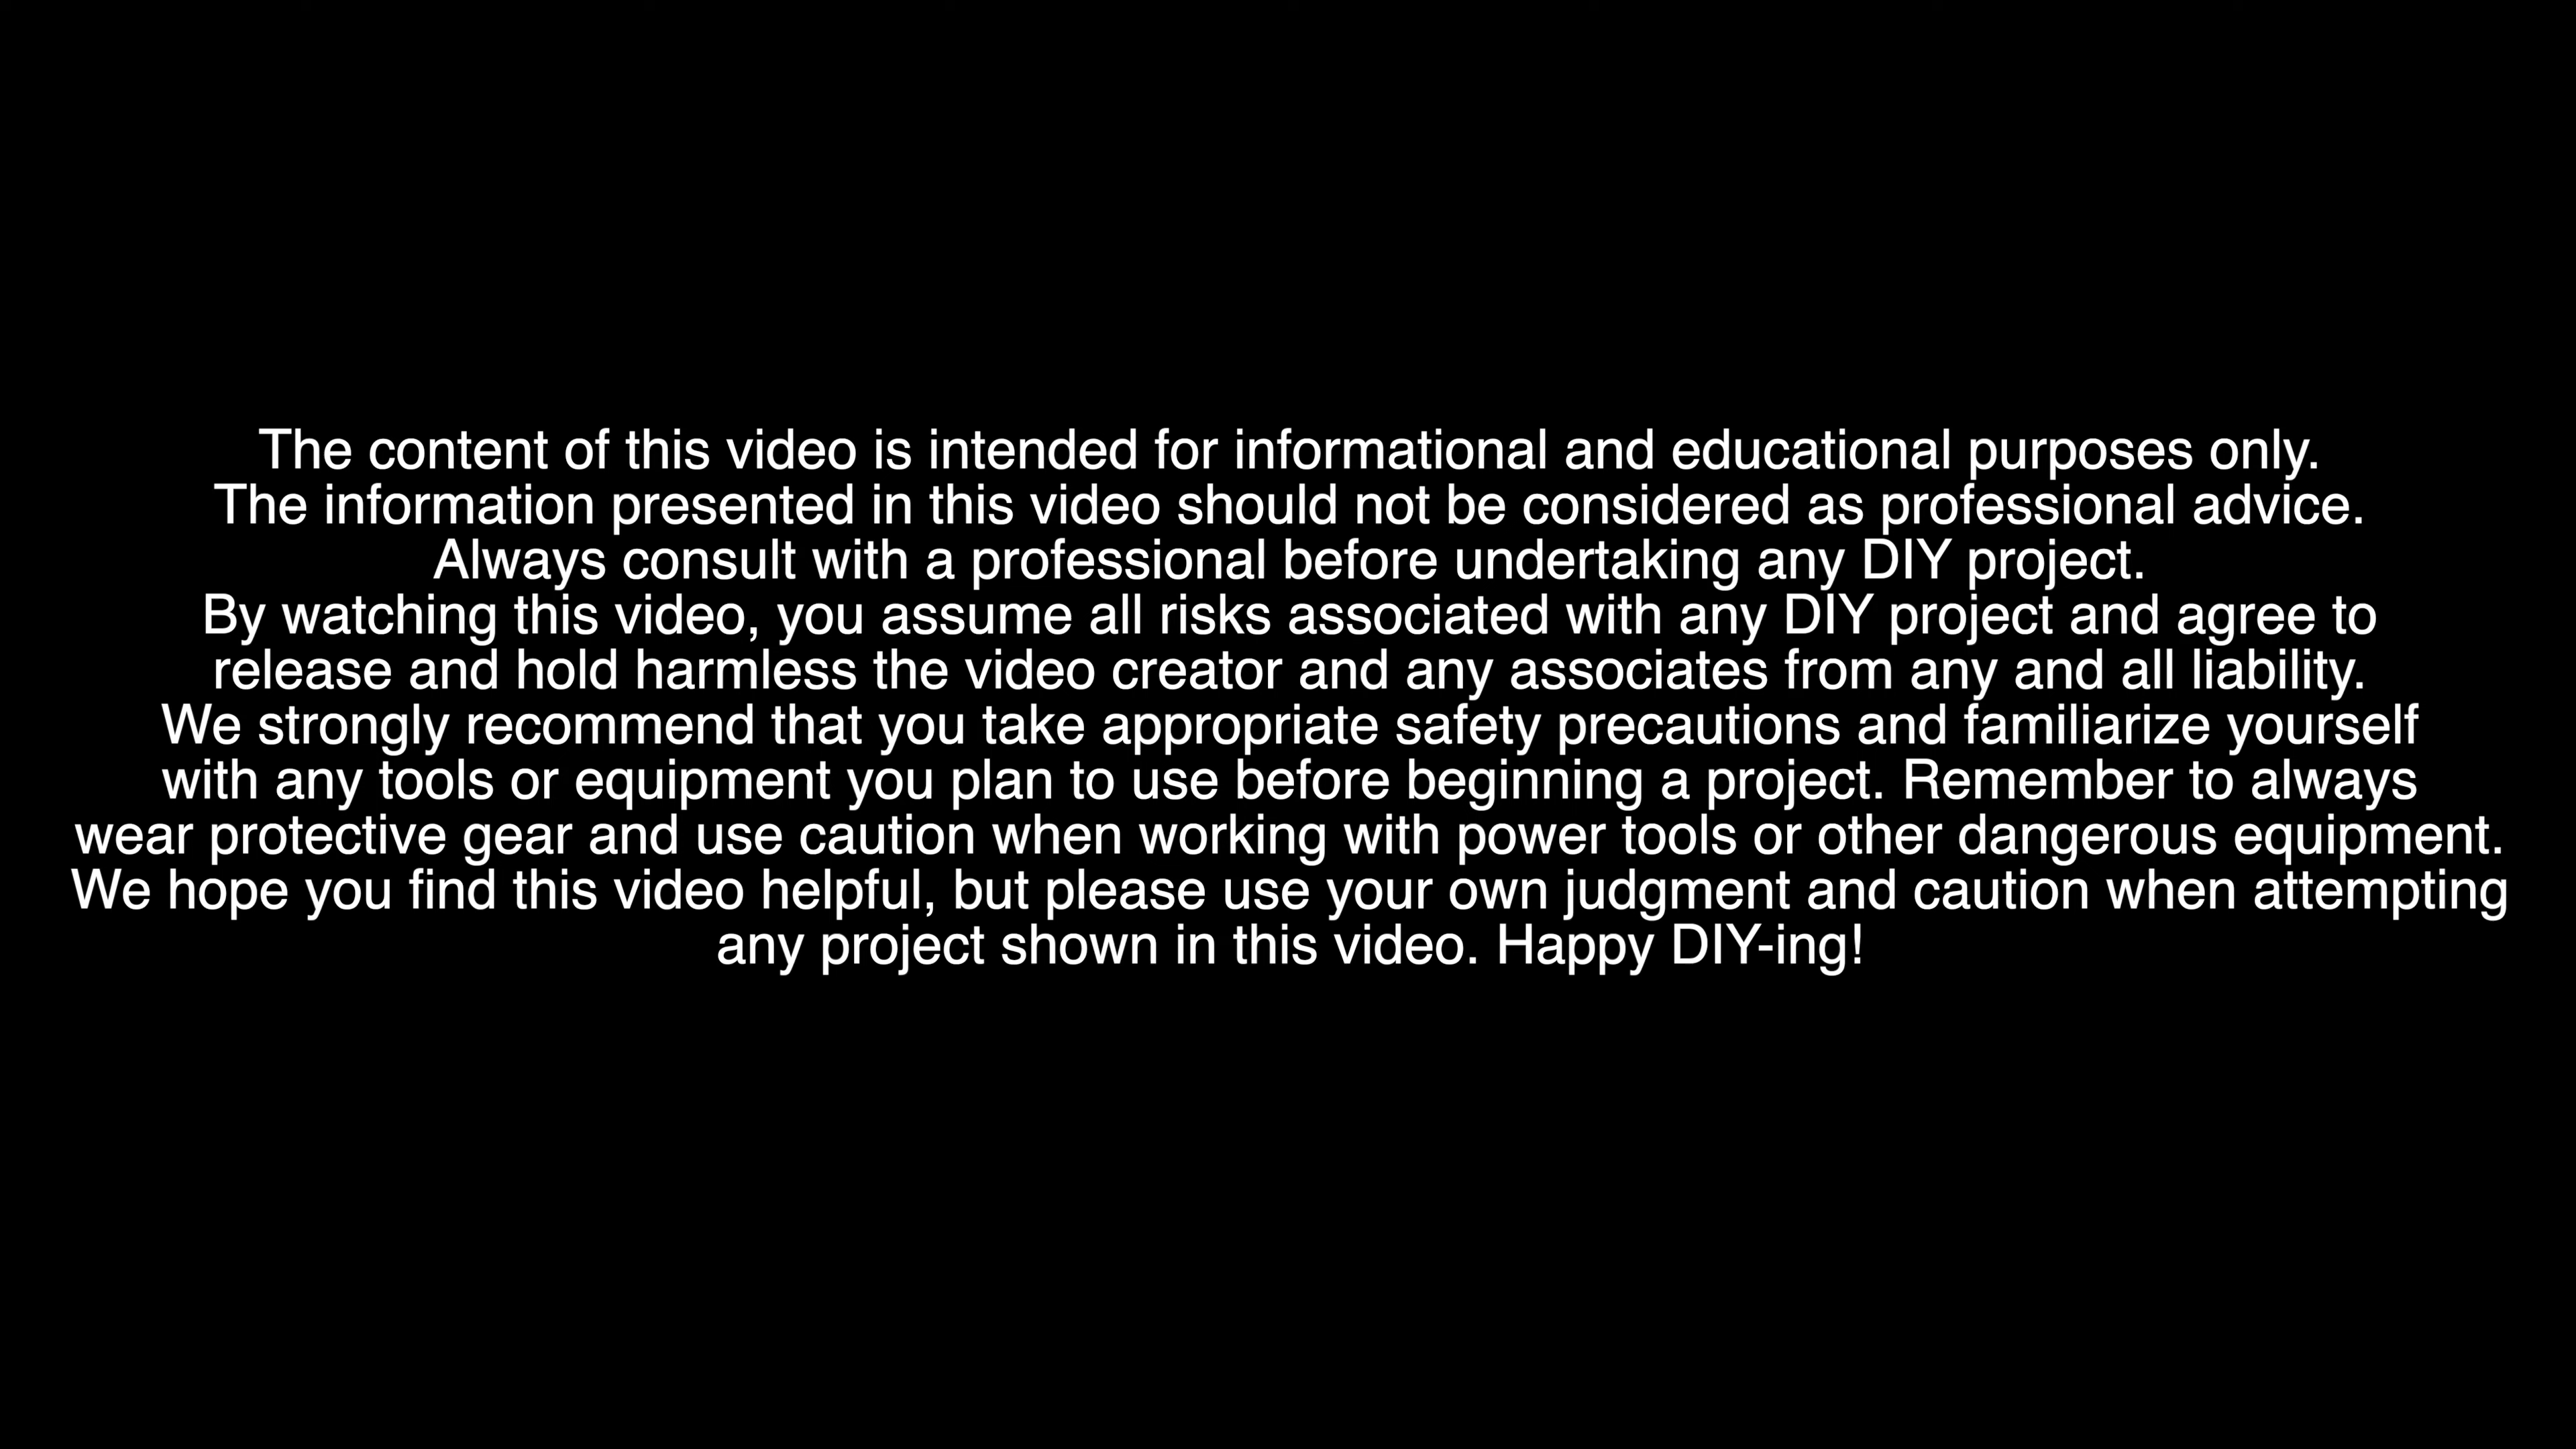 The content of this video is intended for informational and educational purposes only.
The information presented in this video should not be considered as professional advice.
Always consult with a professional before undertaking any DIY project.
By watching this video, you assume all risks associated with any DIY project and agree to
release and hold harmless the video creator and any associates from any and all liability.
We strongly recommend that you take appropriate safety precautions and familiarize yourself
with any tools or equipment you plan to use before beginning a project. Remember to always
wear protective gear and use caution when working with power tools or other dangerous equipment.
We hope you find this video helpful, but please use your own judgment and caution when attempting
any project shown in this video. Happy DIY-ing!